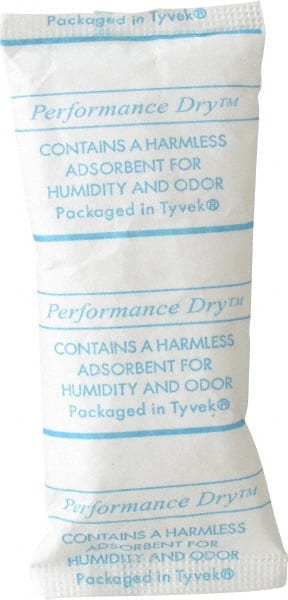 Packaged in Tyvek®
Performance Dry™
CONTAINS A HARMLESS
ADSORBENT FOR
HUMIDITY AND ODOR
Packaged in Tyvek®
Performance Dry™
CONTAINS A HARMLESS
ADSORBENT FOR
HUMIDITY AND ODOR
Packaged in Tyvek®
Performance Dry™
CONTAINS A HARMLESS
ADSORBENT FOR
HUMIDITY AND ODOR
Packaged in Tyvek®